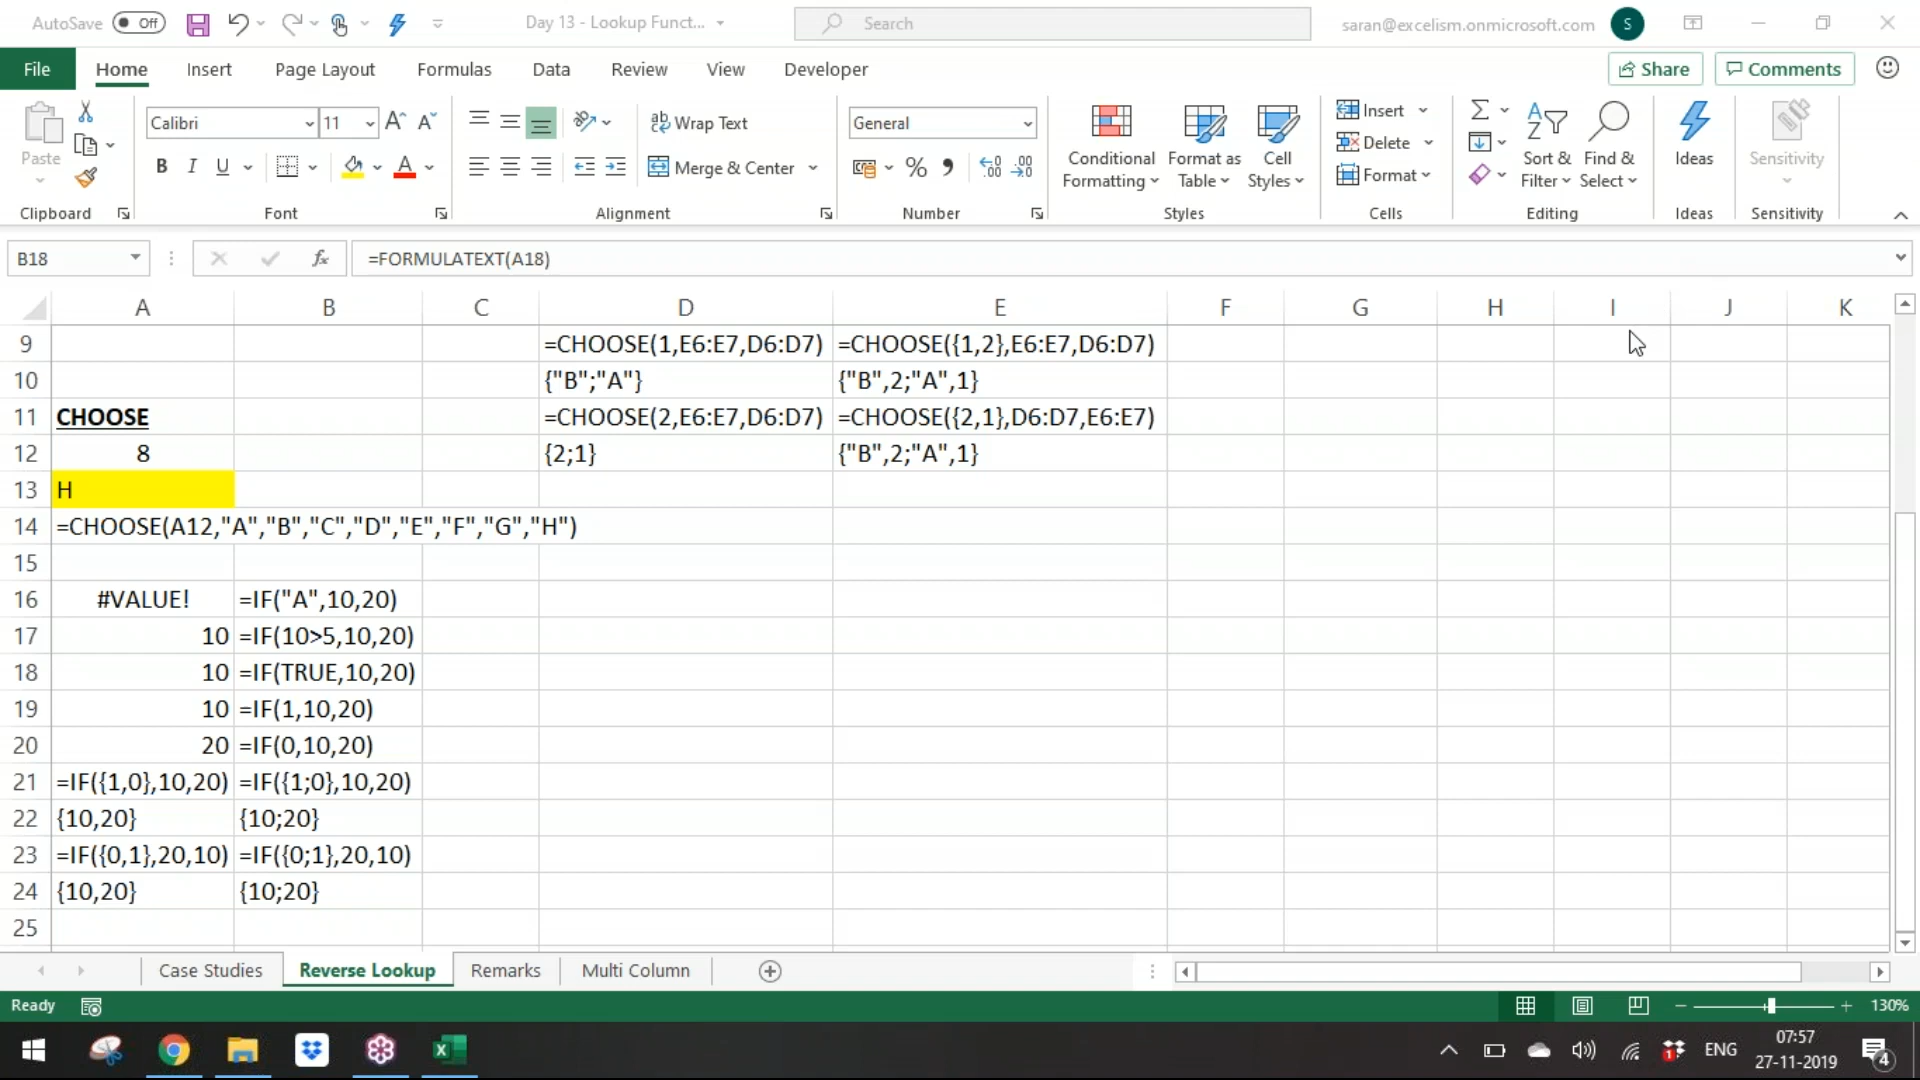 AutoSave Off Day 13 - Lookup Funct... Search saran@excelism.onmicrosoft.com S
File Home Insert Page Layout Formulas Data Review View Developer Share Comments
Paste Calibri 11 A A ab Wrap Text General Conditional Formatting Format as Table Cell Styles Insert Delete Format Sort & Filter Find & Select Ideas Sensitivity
B I U A Merge & Center % 
Clipboard Font Alignment Number Styles Cells Editing Ideas Sensitivity
B18 fx =FORMULATEXT(A18)
A B C D E F G H I J K
9 =CHOOSE(1,E6:E7,D6:D7) =CHOOSE({1,2},E6:E7,D6:D7)
10 {"B";"A"} {"B",2;"A",1}
11 CHOOSE =CHOOSE(2,E6:E7,D6:D7) =CHOOSE({2,1},D6:D7,E6:E7)
12 8 {2;1} {"B",2;"A",1}
13 H
14 =CHOOSE(A12,"A","B","C","D","E","F","G","H")
15
16 #VALUE! =IF("A",10,20)
17 10 =IF(10>5,10,20)
18 10 =IF(TRUE,10,20)
19 10 =IF(1,10,20)
20 20 =IF(0,10,20)
21 =IF({1,0},10,20) =IF({1;0},10,20)
22 {10,20} {10;20}
23 =IF({0,1},20,10) =IF({0;1},20,10)
24 {10,20} {10;20}
25
Case Studies Reverse Lookup Remarks Multi Column
Ready 130%
ENG 07:57
27-11-2019 4